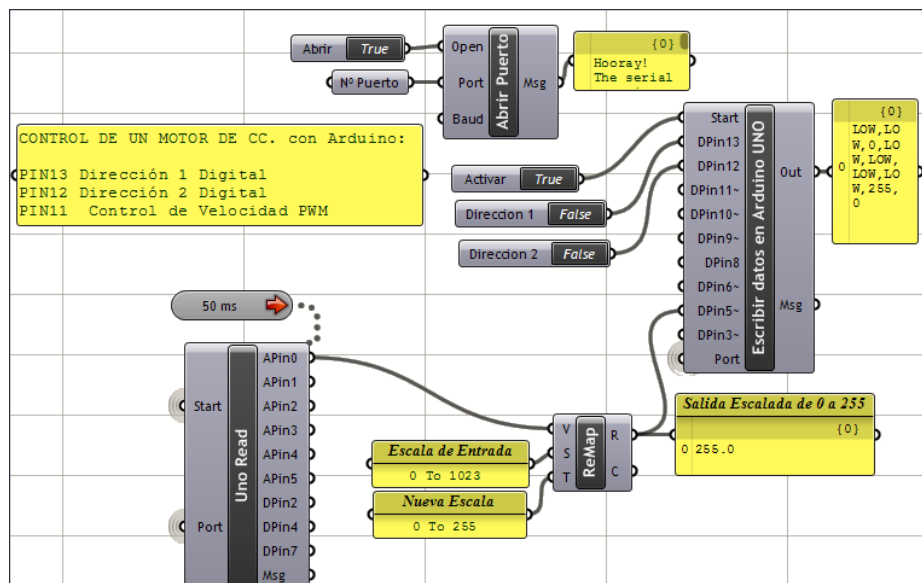 Abrir True
Nº Puerto
Open
Port
Baud
Abrir Puerto
Msg
{0}
Hooray!
The serial
CONTROL DE UN MOTOR DE CC. con Arduino:
PIN13 Dirección 1 Digital
PIN12 Dirección 2 Digital
PIN11 Control de Velocidad PWM
Activar True
Direccion 1 False
Direccion 2 False
Start
DPin13
DPin12
DPin11~
DPin10~
DPin9~
DPin8
DPin6~
DPin5~
DPin3~
Port
Escribir datos en Arduino UNO
Out
Msg
{0}
0
LOW,LO
W,0,LO
W,LOW,
LOW,LO
W,255,
0
50 ms
Start
Port
Uno Read
APin0
APin1
APin2
APin3
APin4
APin5
DPin2
DPin4
DPin7
Msg
Escala de Entrada
0 To 1023
Nueva Escala
0 To 255
V
S
T
ReMap
R
C
Salida Escalada de 0 a 255
{0}
0 255.0